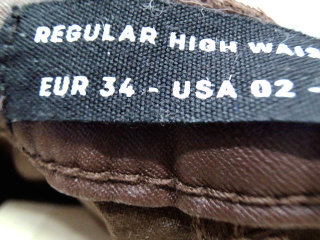 REGULAR HIGH WAIS
EUR 34 - USA 02 -